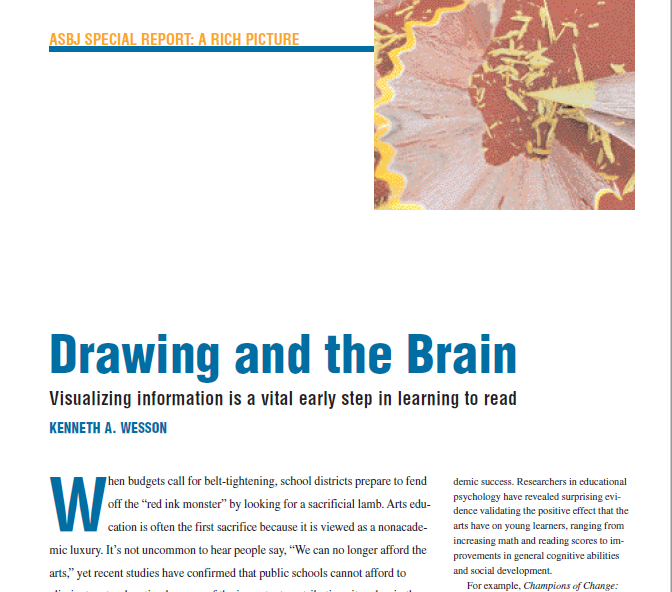 ASBJ SPECIAL REPORT: A RICH PICTURE
Drawing and the Brain
Visualizing information is a vital early step in learning to read
KENNETH A. WESSON
When budgets call for belt-tightening, school districts prepare to fend
off the “red ink monster” by looking for a sacrificial lamb. Arts edu-
cation is often the first sacrifice because it is viewed as a nonacade-
mic luxury. It’s not uncommon to hear people say, “We can no longer afford the
arts,” yet recent studies have confirmed that public schools cannot afford to
demic success. Researchers in educational
psychology have revealed surprising evi-
dence validating the positive effect that the
arts have on young learners, ranging from
increasing math and reading scores to im-
provements in general cognitive abilities
and social development.
For example, Champions of Change: